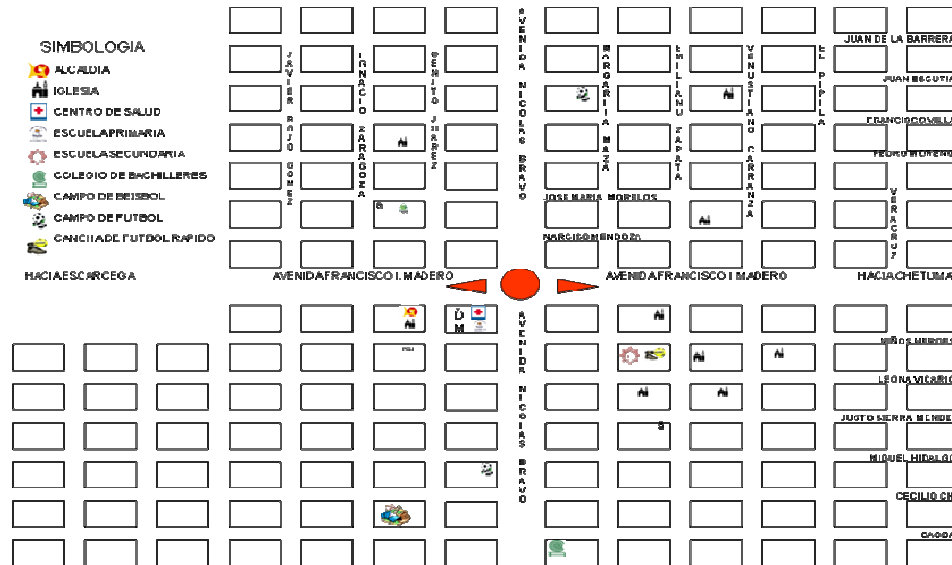 SIMBOLOGIA
ALCALDIA
IGLESIA
CENTRO DE SALUD
ESCUELA PRIMARIA
ESCUELA SECUNDARIA
COLEGIO DE BACHILLERES
CAMPO DE BEISBOL
CAMPO DE FUTBOL
CANCHA DE FUTBOL RAPIDO
JAVIER ROJO GOMEZ
IGNACIO ZARAGOZA
BENITO JUAREZ
AVENIDA NICOLAS BRAVO
MARGARITA MAZA
EMILIANO ZAPATA
VENUSTIANO CARRANZA
EL PIPILA
VERACRUZ
JUAN DE LA BARRERA
JUAN ESCUTIA
FRANCISCO VILLA
PEDRO MORENO
JOSE MARIA MORELOS
NARCISO MENDOZA
HACIA ESCARCEGA
AVENIDA FRANCISCO I. MADERO
AVENIDA FRANCISCO I MADERO
HACIA CHETUMA
D
M
AVENIDA NICOLAS BRAVO
NIÑOS HEROES
LEONA VICARIO
JUSTO SIERRA MENDE
MIGUEL HIDALGO
CECILIO CH